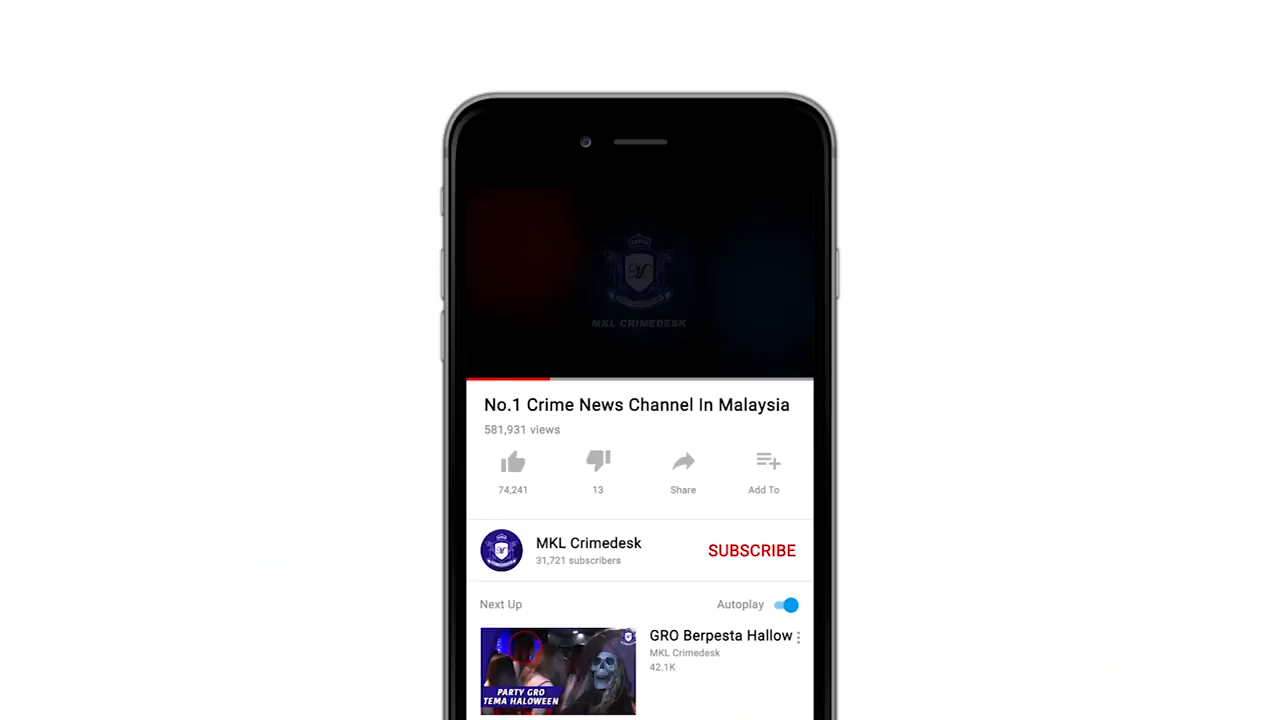 MKL CRIMEDESK
No.1 Crime News Channel In Malaysia
581,931 views
74,241
13
Share
Add To
MKL Crimedesk
31,721 subscribers
SUBSCRIBE
Next Up
Autoplay
GRO Berpesta Hallow
MKL Crimedesk
42.1K
PARTY GRO
TEMA HALOWEEN